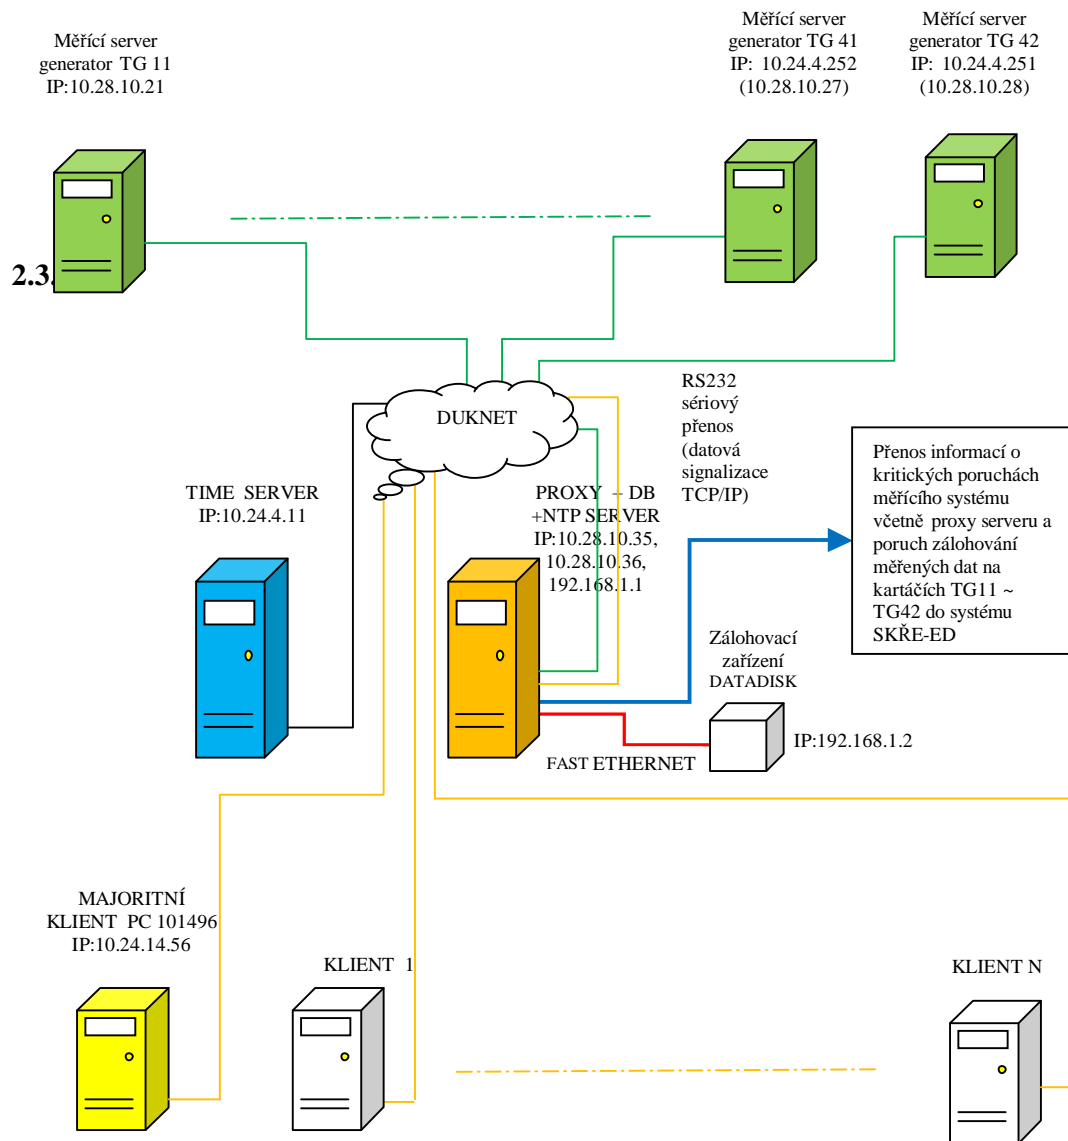 Měřící server
generator TG 11
IP:10.28.10.21
Měřící server
generator TG 41
IP: 10.24.4.252
(10.28.10.27)
Měřící server
generator TG 42
IP: 10.24.4.251
(10.28.10.28)
2.3.
DUKNET
RS232
sériový
přenos
(datová
signalizace
TCP/IP)
Přenos informací o
kritických poruchách
měřícího systému
včetně proxy serveru a
poruch zálohování
měřených dat na
kartáčích TG11 ~
TG42 do systému
SKŘE-ED
TIME SERVER
IP:10.24.4.11
PROXY – DB
+NTP SERVER
IP:10.28.10.35,
10.28.10.36,
192.168.1.1
Zálohovací
zařízení
DATADISK
IP:192.168.1.2
FAST ETHERNET
MAJORITNÍ
KLIENT PC 101496
IP:10.24.14.56
KLIENT 1
KLIENT N